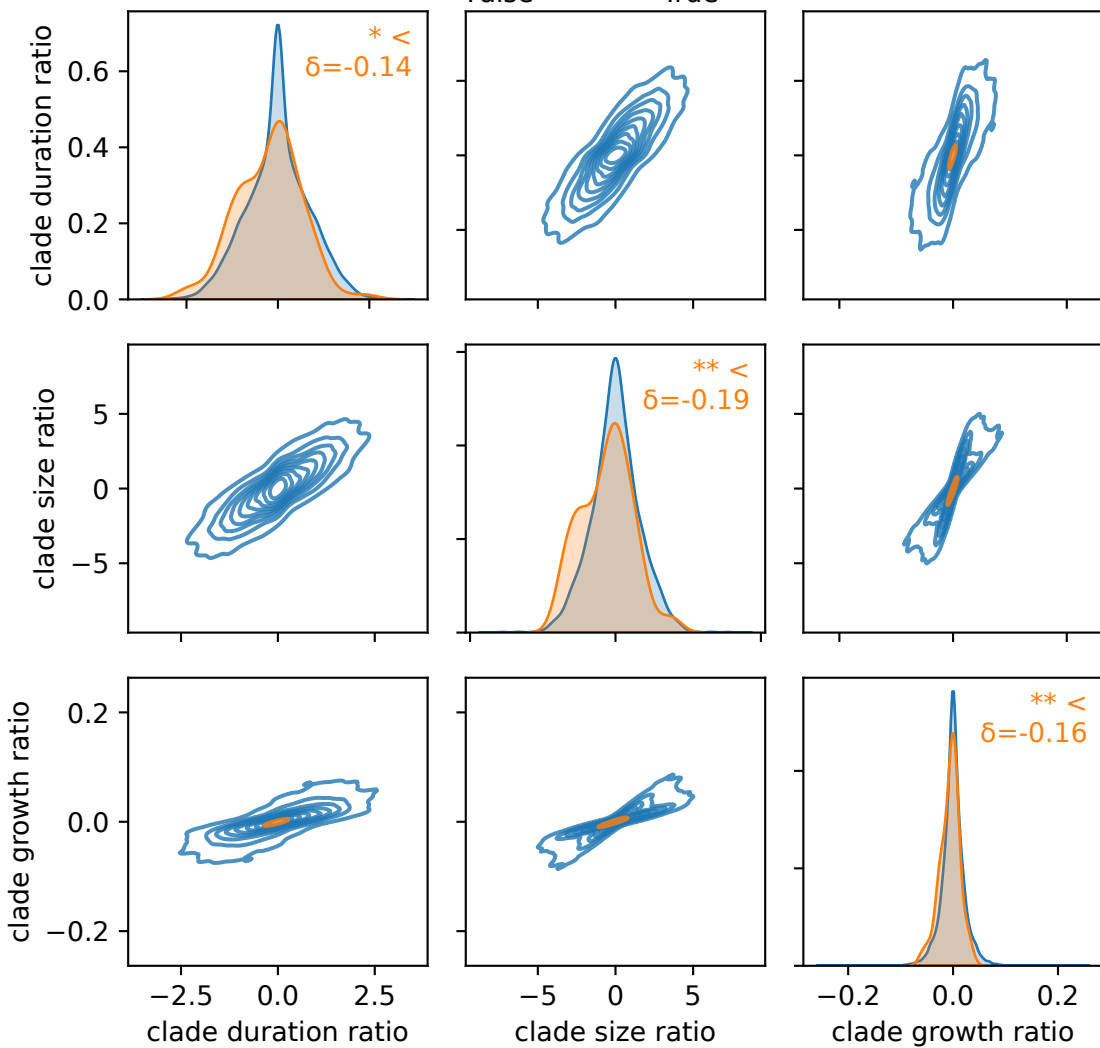 clade duration ratio
0.6
0.4
0.2
0.0
* <
δ=-0.14
clade size ratio
5
0
−5
** <
δ=-0.19
clade growth ratio
0.2
0.0
−0.2
** <
δ=-0.16
−2.5 0.0 2.5
−5 0 5
−0.2 0.0 0.2
clade duration ratio
clade size ratio
clade growth ratio